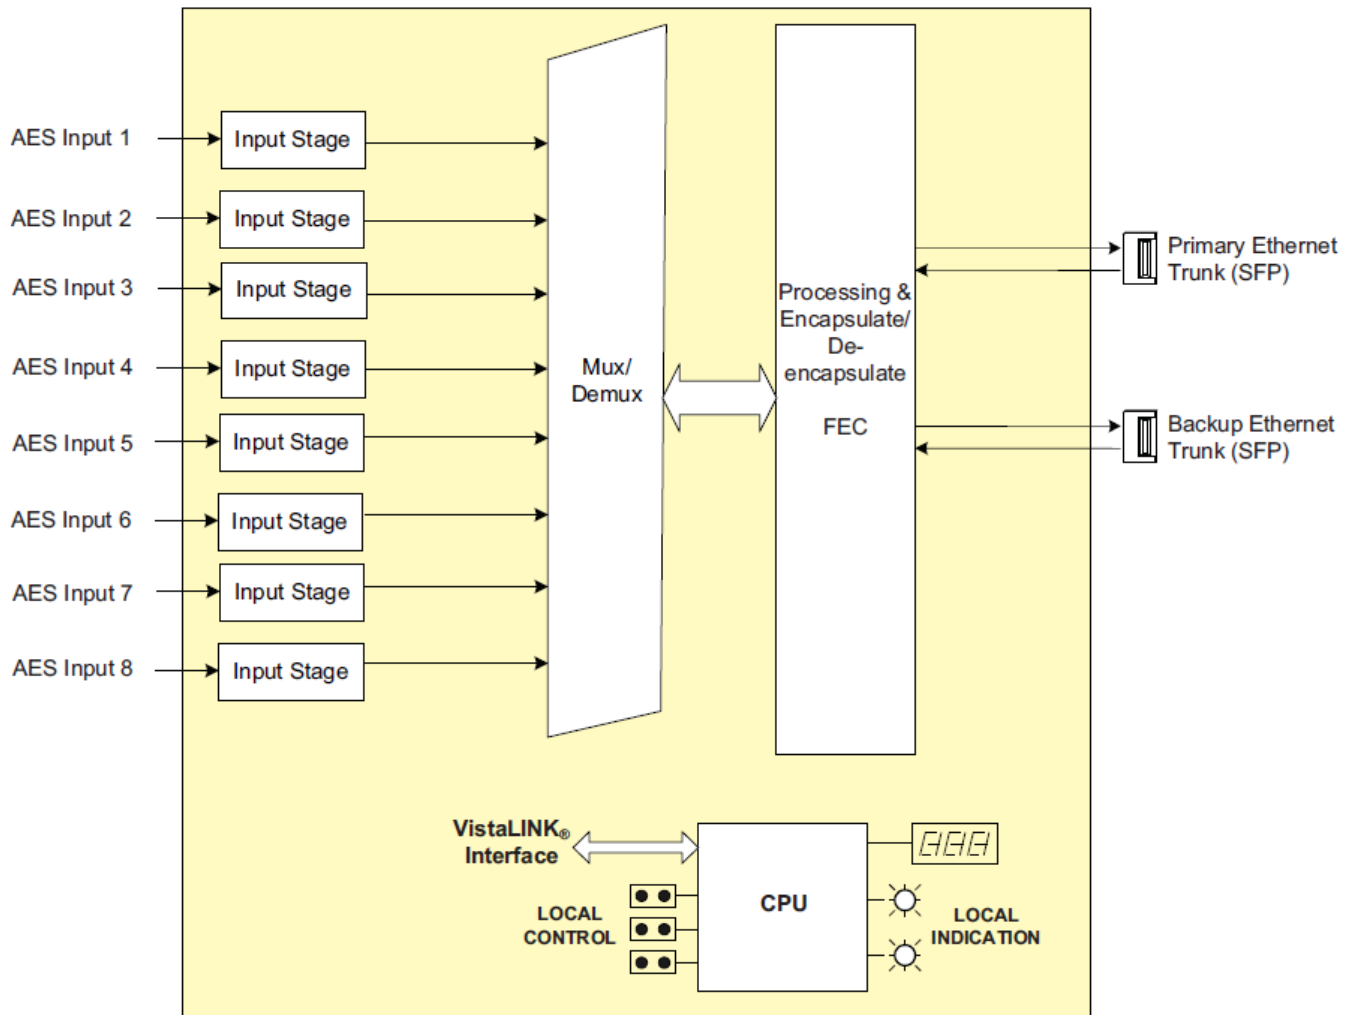 AES Input 1
Input Stage
AES Input 2
Input Stage
AES Input 3
Input Stage
AES Input 4
Input Stage
AES Input 5
Input Stage
AES Input 6
Input Stage
AES Input 7
Input Stage
AES Input 8
Input Stage
Mux/
Demux
Processing &
Encapsulate/
De-
encapsulate
FEC
Primary Ethernet
Trunk (SFP)
Backup Ethernet
Trunk (SFP)
VistaLINK®
Interface
LOCAL
CONTROL
CPU
LOCAL
INDICATION